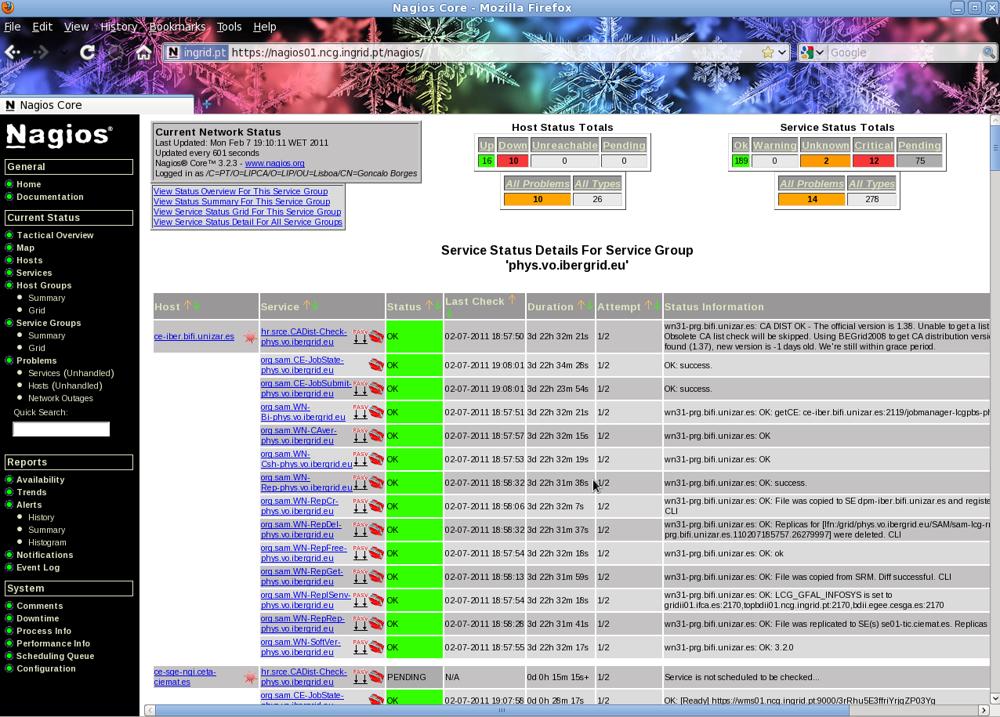 Nagios Core - Mozilla Firefox
File Edit View History Bookmarks Tools Help
ingrid.pt https://nagios01.ncg.ingrid.pt/nagios/
Google
Nagios Core
Nagios®
General
Home
Documentation
Current Status
Tactical Overview
Map
Hosts
Services
Host Groups
Summary
Grid
Service Groups
Summary
Grid
Problems
Services (Unhandled)
Hosts (Unhandled)
Network Outages
Quick Search:
Reports
Availability
Trends
Alerts
History
Summary
Histogram
Notifications
Event Log
System
Comments
Downtime
Process Info
Performance Info
Scheduling Queue
Configuration
Current Network Status
Last Updated: Mon Feb 7 19:10:11 WET 2011
Updated every 601 seconds
Nagios® Core™ 3.2.3 - www.nagios.org
Logged in as /C=PT/O=LIPCA/O=LIP/OU=Lisboa/CN=Goncalo Borges
View Status Overview For This Service Group
View Status Summary For This Service Group
View Service Status Grid For This Service Group
View Service Status Detail For All Service Groups
Host Status Totals
Up Down Unreachable Pending
16 10 0 0
All Problems All Types
10 26
Service Status Totals
Ok Warning Unknown Critical Pending
189 0 2 12 75
All Problems All Types
14 278
Service Status Details For Service Group
'phys.vo.ibergrid.eu'
Host Service Status Last Check Duration Attempt Status Information
ce-iber.bifi.unizar.es
hr.srce.CADist-Check-
phys.vo.ibergrid.eu
PASV
OK 02-07-2011 18:57:50 3d 22h 32m 21s 1/2
wn31-prg.bifi.unizar.es: CA DIST OK - The official version is 1.38. Unable to get a list
Obsolete CA list check will be skipped. Using BEGrid2008 to get CA distribution versi
found (1.37), new version is -1 days old. We're still within grace period.
org.sam.CE-JobState-
phys.vo.ibergrid.eu
OK 02-07-2011 19:08:01 3d 22h 34m 28s 1/2 OK: success.
org.sam.CE-JobSubmit-
phys.vo.ibergrid.eu
PASV
OK 02-07-2011 19:08:01 3d 22h 23m 54s 1/2 OK: success.
org.sam.WN-
Bi-phys.vo.ibergrid.eu
PASV
OK 02-07-2011 18:57:51 3d 22h 32m 21s 1/2 wn31-prg.bifi.unizar.es: OK: getCE: ce-iber.bifi.unizar.es:2119/jobmanager-lcgpbs-ph
org.sam.WN-CAver-
phys.vo.ibergrid.eu
PASV
OK 02-07-2011 18:57:57 3d 22h 32m 15s 1/2 wn31-prg.bifi.unizar.es: OK
org.sam.WN-
Csh-phys.vo.ibergrid.eu
PASV
OK 02-07-2011 18:57:53 3d 22h 32m 19s 1/2 wn31-prg.bifi.unizar.es: OK
org.sam.WN-
Rep-phys.vo.ibergrid.eu
PASV
OK 02-07-2011 18:58:32 3d 22h 31m 38s 1/2 wn31-prg.bifi.unizar.es: OK: success.
org.sam.WN-RepCr-
phys.vo.ibergrid.eu
PASV
OK 02-07-2011 18:58:06 3d 22h 32m 7s 1/2
wn31-prg.bifi.unizar.es: OK: File was copied to SE dpm-iber.bifi.unizar.es and registe
CLI
org.sam.WN-RepDel-
phys.vo.ibergrid.eu
PASV
OK 02-07-2011 18:58:32 3d 22h 31m 37s 1/2
wn31-prg.bifi.unizar.es: OK: Replicas for [lfn:/grid/phys.vo.ibergrid.eu/SAM/sam-lcg-r
prg.bifi.unizar.es.110207185757.26279997] were deleted. CLI
org.sam.WN-RepFree-
phys.vo.ibergrid.eu
PASV
OK 02-07-2011 18:57:54 3d 22h 32m 18s 1/2 wn31-prg.bifi.unizar.es: OK: ok
org.sam.WN-RepGet-
phys.vo.ibergrid.eu
PASV
OK 02-07-2011 18:58:13 3d 22h 31m 59s 1/2 wn31-prg.bifi.unizar.es: OK: File was copied from SRM. Diff successful. CLI
org.sam.WN-RepISenv-
phys.vo.ibergrid.eu
PASV
OK 02-07-2011 18:57:54 3d 22h 32m 18s 1/2
wn31-prg.bifi.unizar.es: OK: LCG_GFAL_INFOSYS is set to
gridii01.ifca.es:2170,topbdii01.ncg.ingrid.pt:2170,bdii.egee.cesga.es:2170
org.sam.WN-RepRep-
phys.vo.ibergrid.eu
PASV
OK 02-07-2011 18:58:28 3d 22h 31m 41s 1/2 wn31-prg.bifi.unizar.es: OK: File was replicated to SE(s) se01-tic.ciemat.es. Replicas
org.sam.WN-SoftVer-
phys.vo.ibergrid.eu
PASV
OK 02-07-2011 18:57:55 3d 22h 32m 17s 1/2 wn31-prg.bifi.unizar.es: OK: 3.2.0
ce-sge-ngi.ceta-
ciemat.es
hr.srce.CADist-Check-
phys.vo.ibergrid.eu
PASV
PENDING N/A 0d 0h 15m 15s+ 1/2 Service is not scheduled to be checked...
org.sam.CE-JobState-
phys.vo.ibergrid.eu
OK 02-07-2011 19:07:58 0d 0h 28m 17s 1/2 OK: [Ready] https://wms01.ncg.ingrid.pt:9000/3rRhu5E3ffriYrjqZP03Yg